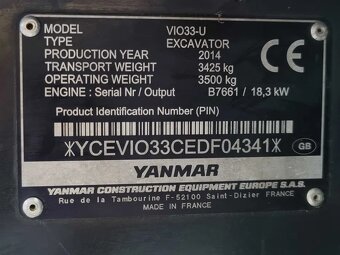 MODEL VIO33-U
TYPE EXCAVATOR
PRODUCTION YEAR 2014
TRANSPORT WEIGHT 3425 kg
OPERATING WEIGHT 3500 kg
ENGINE : Serial Nr / Output B7661 / 18,3 kW
CE
Product Identification Number (PIN)
*YCEVIO33CEDF04341*
GB
YANMAR
YANMAR CONSTRUCTION EQUIPMENT EUROPE S.A.S.
Rue de la Tambourine F-52100 Saint-Dizier FRANCE
MADE IN FRANCE